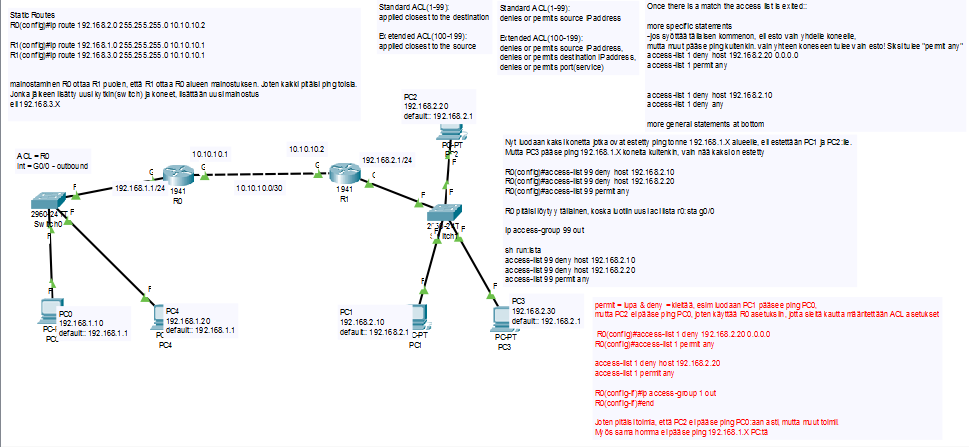 Static Routes
R0(config)#ip route 192.168.2.0 255.255.255.0 10.10.10.2
R1(config)#ip route 192.168.1.0 255.255.255.0 10.10.10.1
R1(config)#ip route 192.168.3.0 255.255.255.0 10.10.10.1
mainostaminen R0 ottaa R1 puolen, että R1 ottaa R0 alueen mainostuksen. Joten kaikki pitäisi ping toisia.
Jonka jälkeen lisätty uusi kytkin(switch) ja koneet, lisättään uusi mainostus
eli 192.168.3.X
Standard ACL(1-99):
applied closest to the destination
Extended ACL(100-199):
applied closest to the source
Standard ACL(1-99):
denies or permits source IP address
Extended ACL(100-199):
denies or permits source IP address,
denies or permits destination IP address,
denies or permits port(service)
Once there is a match the access list is exited::
more specific statements
-jos syöttää tällaisen kommenon, eli esto vain yhdelle koneelle,
mutta muut pääse ping kuitenkin. vain yhteen koneseen tulee vain esto! Siksi tulee "permit any"
access-list 1 deny host 192.168.2.20 0.0.0.0
access-list 1 permit any
access-list 1 deny host 192.168.2.10
access-list 1 deny any
more general statements at bottom
ACL = R0
Int = G0/0 - outbound
PC2
192.168.2.20
default:: 192.168.2.1
PC-PT
PC2
10.10.10.1
10.10.10.2
192.168.1.1/24
10.10.10.0/30
192.168.2.1/24
1941
R0
1941
R1
Switch0
PC0
192.168.1.10
default:: 192.168.1.1
PC4
192.168.1.20
default:: 192.168.1.1
PC4
PC1
192.168.2.10
default:: 192.168.2.1
PC1
PC3
192.168.2.30
default:: 192.168.2.1
PC-PT
PC3
Nyt luodaan kaksi konetta jotka ovat estetty ping tonne 192.168.1.X alueelle, eli estettään PC1 ja PC2:lle.
Mutta PC3 pääse ping 192.168.1.X koneta kuitenkin, vain nää kaksi on estetty
R0(config)#access-list 99 deny host 192.168.2.10
R0(config)#access-list 99 deny host 192.168.2.20
R0(config)#access-list 99 permit any
R0 pitäisi löytyy tällainen, koska luotiin uusi acl lista r0:sta g0/0
ip access-group 99 out
sh run:ista
access-list 99 deny host 192.168.2.10
access-list 99 deny host 192.168.2.20
access-list 99 permit any
permit = lupa & deny = kieltää, esim luodaan PC1 pääsee ping PC0,
mutta PC2 ei pääse ping PC0, joten käyttää R0 asetuksiin, jotta sieltä kautta määritettään ACL asetukset
R0(config)#access-list 1 deny 192.168.2.20 0.0.0.0
R0(config)#access-list 1 permit any
access-list 1 deny host 192.168.2.20
access-list 1 permit any
R0(config-if)#ip access-group 1 out
R0(config-if)#end
Joten pitäisi toimia, että PC2 ei pääse ping PC0:aan asti, mutta muut toimii
Myös sama homma ei pääse ping 192.168.1.X PC:tä